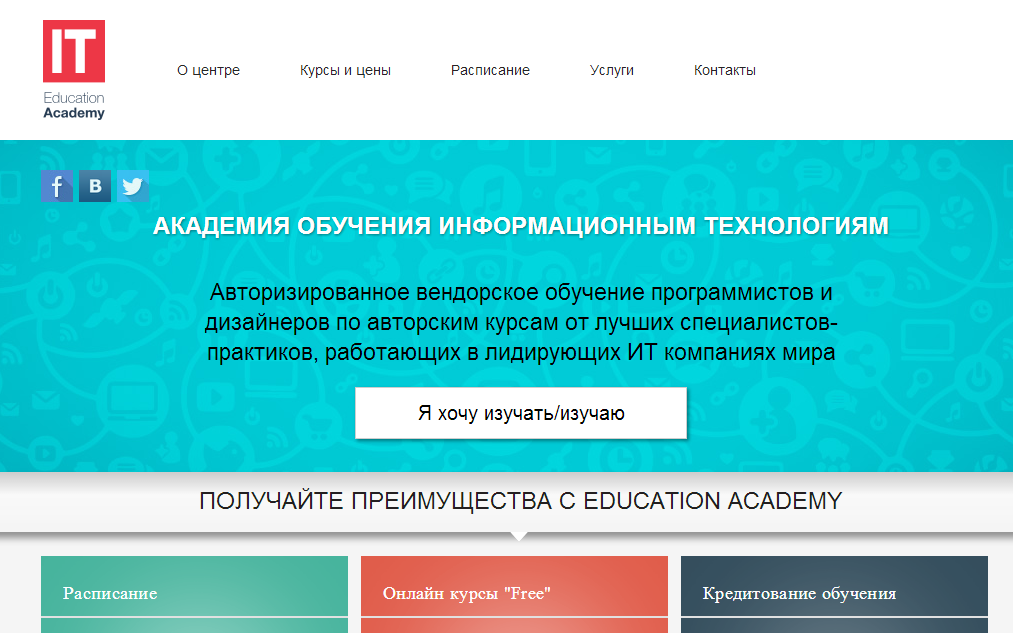 IT
Education
Academy
О центре
Курсы и цены
Расписание
Услуги
Контакты
f
B
АКАДЕМИЯ ОБУЧЕНИЯ ИНФОРМАЦИОННЫМ ТЕХНОЛОГИЯМ
Авторизированное вендорское обучение программистов и
дизайнеров по авторским курсам от лучших специалистов-
практиков, работающих в лидирующих ИТ компаниях мира
Я хочу изучать/изучаю
ПОЛУЧАЙТЕ ПРЕИМУЩЕСТВА С EDUCATION ACADEMY
Расписание
Онлайн курсы "Free"
Кредитование обучения